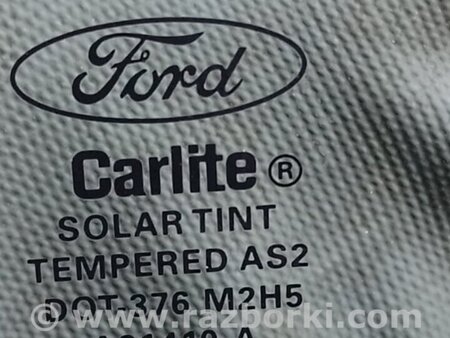 Ford
Carlite®
SOLAR TINT
TEMPERED AS2
DOT-376 M2H5
www.razborki.com